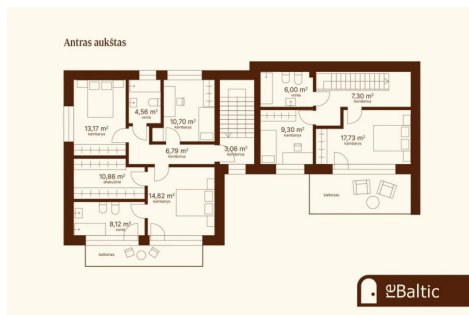 Antras aukštas
13,17 m²
kambarys
4,56 m²
vonia
10,70 m²
kambarys
6,79 m²
koridorius
3,06 m²
koridorius
10,86 m²
drabužinė
14,82 m²
kambarys
8,12 m²
vonia
balkonas
6,00 m²
vonia
7,30 m²
koridorius
9,30 m²
kambarys
17,73 m²
kambarys
balkonas
reBaltic